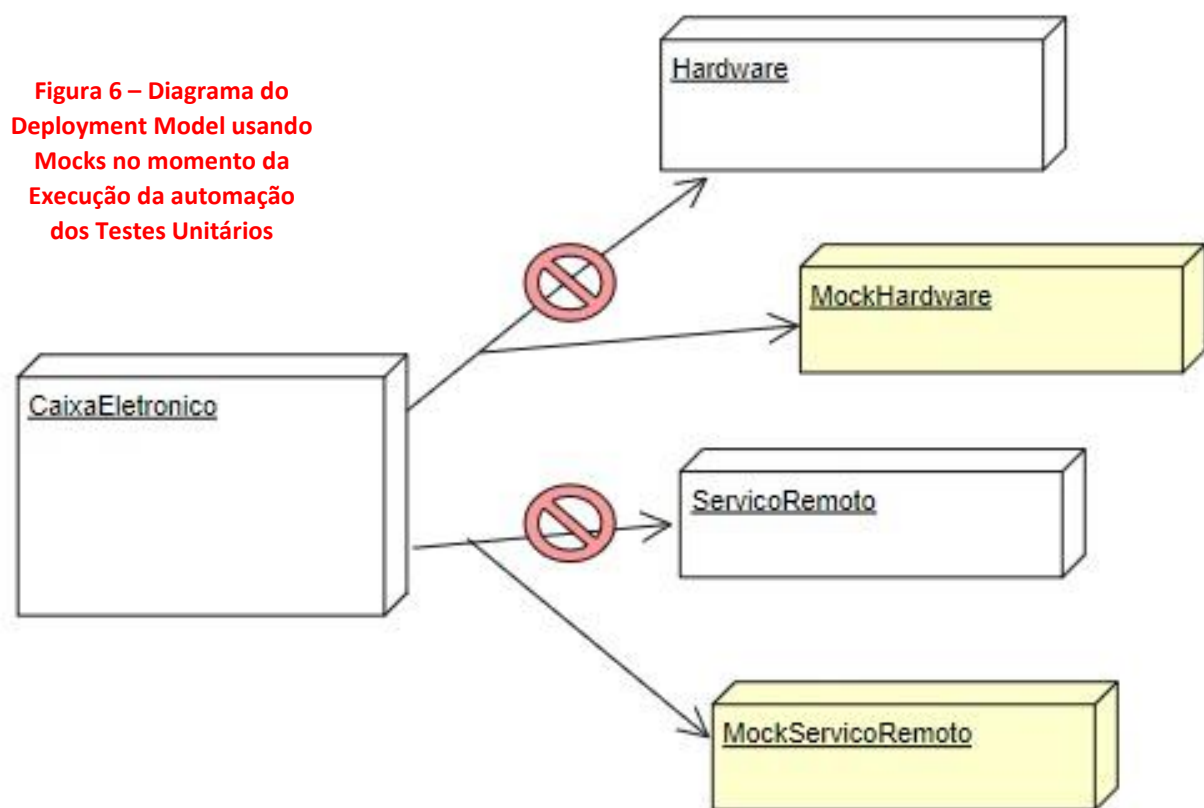 Figura 6 – Diagrama do
Deployment Model usando
Mocks no momento da
Execução da automação
dos Testes Unitários
Hardware
MockHardware
CaixaEletronico
ServicoRemoto
MockServicoRemoto